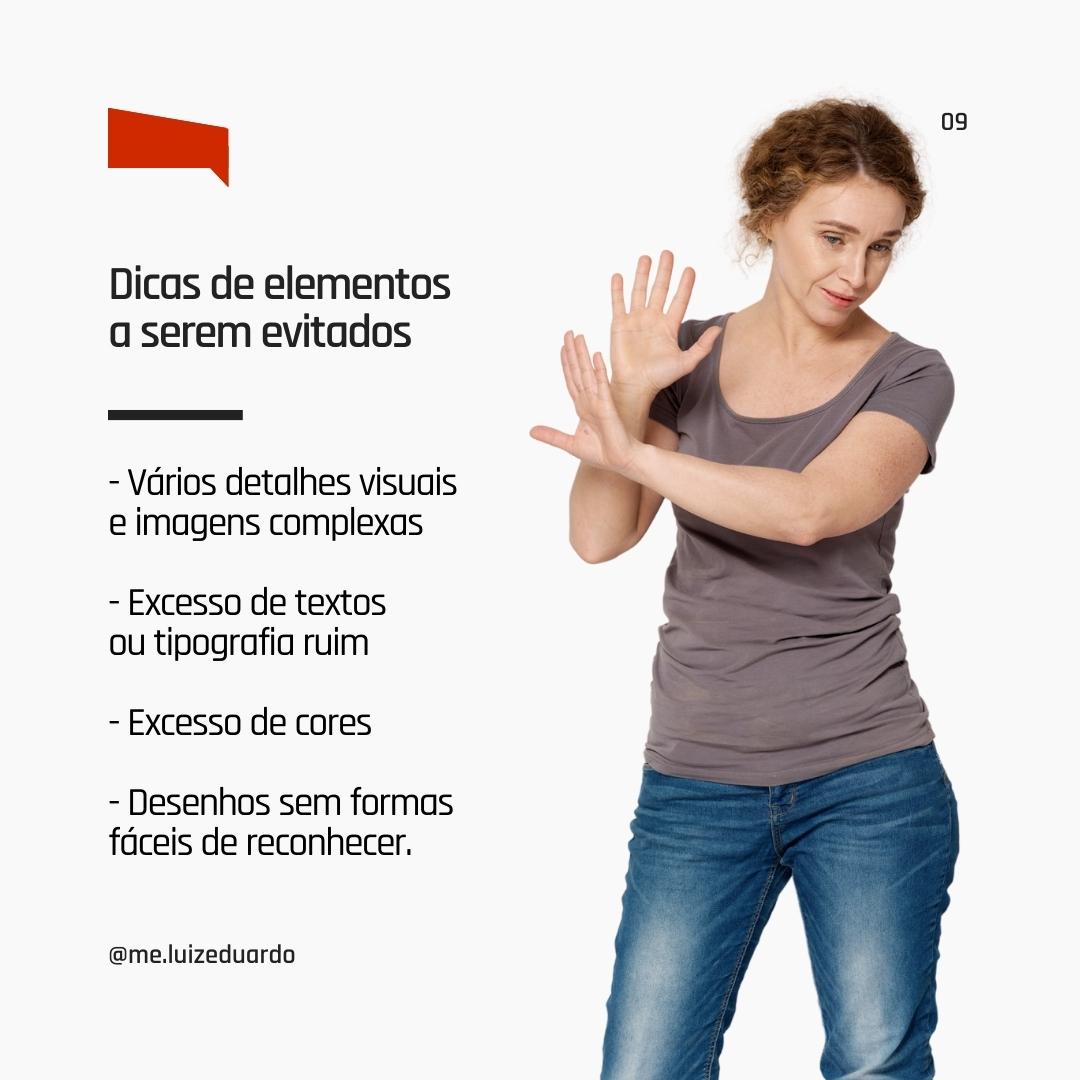 09
Dicas de elementos
a serem evitados
- Vários detalhes visuais
e imagens complexas
- Excesso de textos
ou tipografia ruim
- Excesso de cores
- Desenhos sem formas
fáceis de reconhecer.
@me.luizeduardo